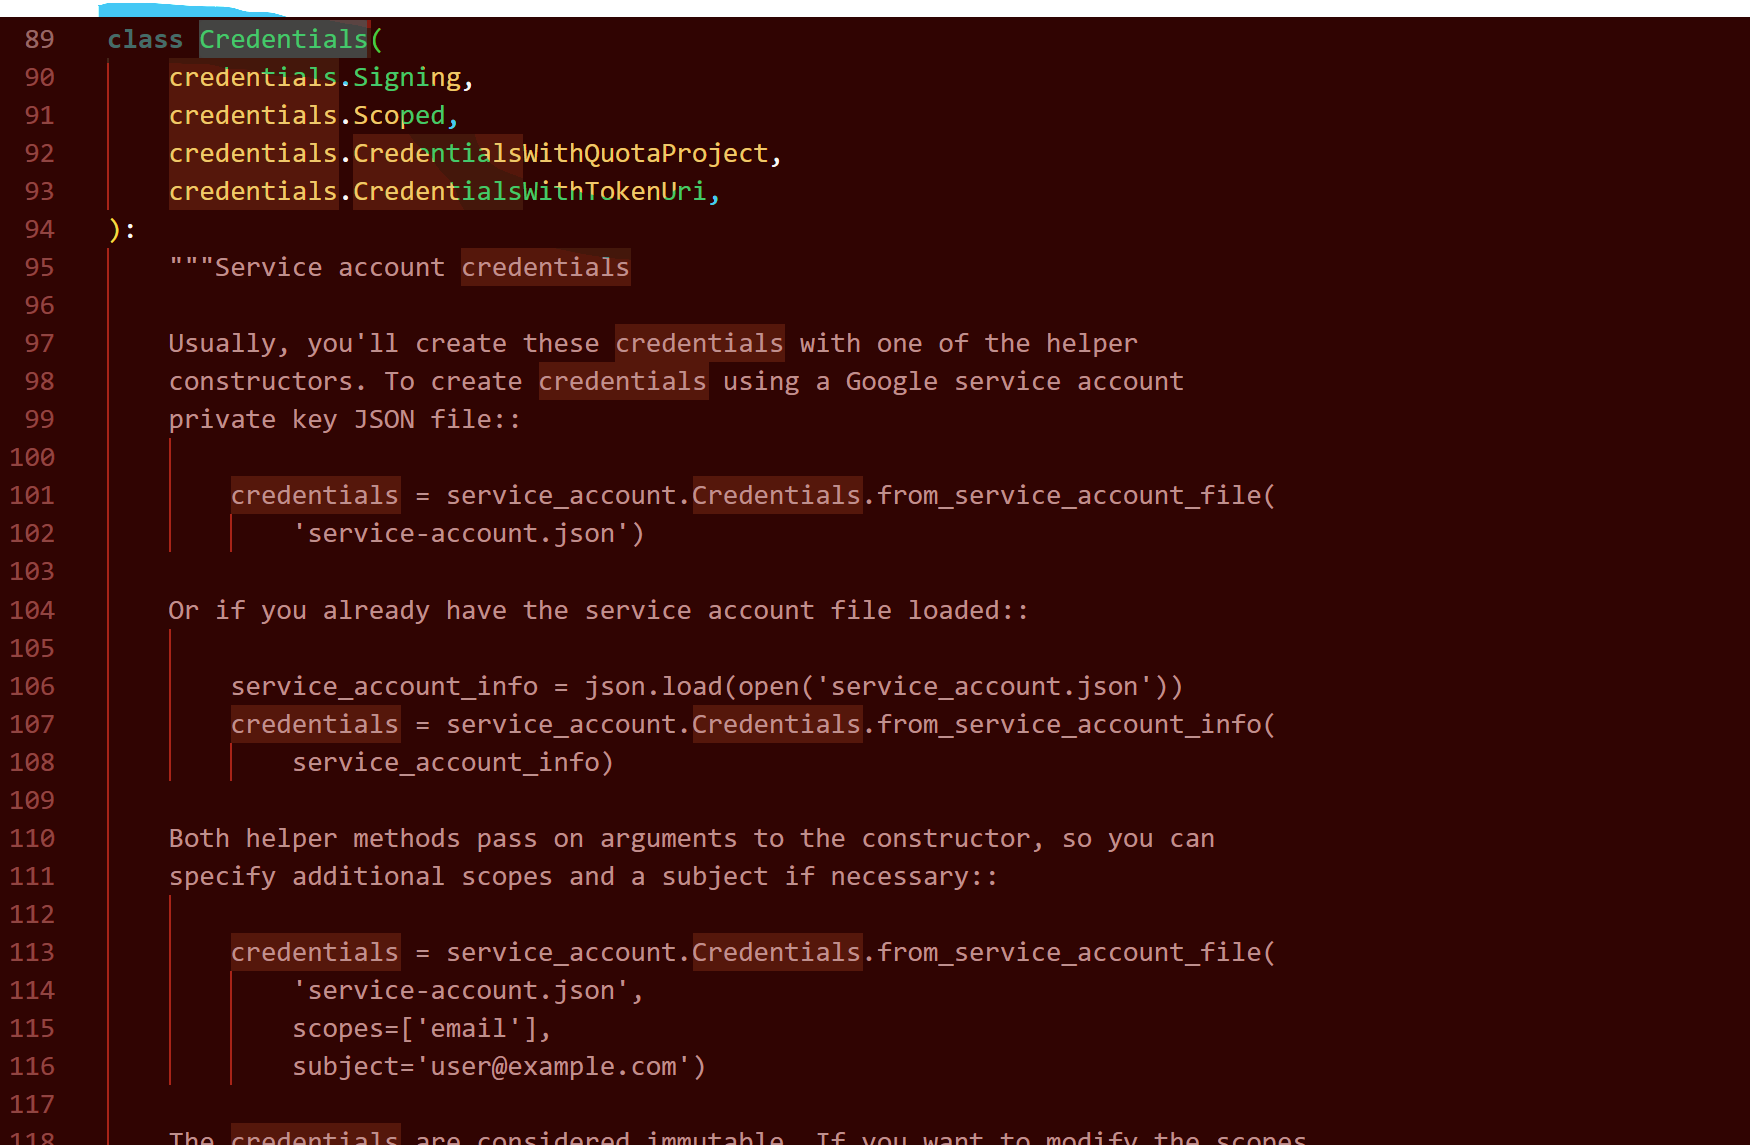 89 class Credentials(
90 credentials.Signing,
91 credentials.Scoped,
92 credentials.CredentialsWithQuotaProject,
93 credentials.CredentialsWithTokenUri,
94 ):
95 """Service account credentials
96
97 Usually, you'll create these credentials with one of the helper
98 constructors. To create credentials using a Google service account
99 private key JSON file::
100
101 credentials = service_account.Credentials.from_service_account_file(
102 'service-account.json')
103
104 Or if you already have the service account file loaded::
105
106 service_account_info = json.load(open('service_account.json'))
107 credentials = service_account.Credentials.from_service_account_info(
108 service_account_info)
109
110 Both helper methods pass on arguments to the constructor, so you can
111 specify additional scopes and a subject if necessary::
112
113 credentials = service_account.Credentials.from_service_account_file(
114 'service-account.json',
115 scopes=['email'],
116 subject='user@example.com')
117
118 The credentials are considered immutable. If you want to modify the scopes